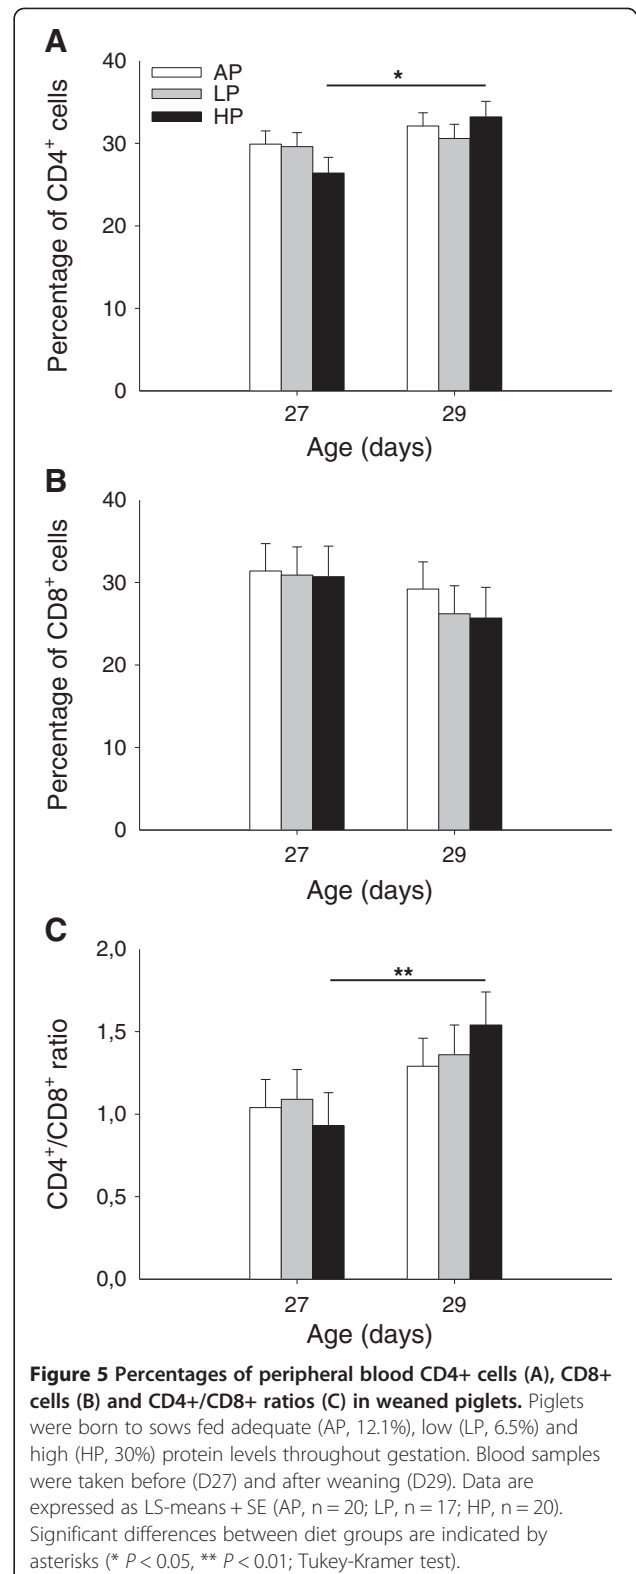 A
40
30
20
10
0
Percentage of CD4+ cells
AP
LP
HP
*
27
29
Age (days)
B
40
30
20
10
0
Percentage of CD8+ cells
27
29
Age (days)
C
2,0
1,5
1,0
0,5
0,0
CD4+/CD8+ ratio
**
27
29
Age (days)
Figure 5 Percentages of peripheral blood CD4+ cells (A), CD8+
cells (B) and CD4+/CD8+ ratios (C) in weaned piglets. Piglets
were born to sows fed adequate (AP, 12.1%), low (LP, 6.5%) and
high (HP, 30%) protein levels throughout gestation. Blood samples
were taken before (D27) and after weaning (D29). Data are
expressed as LS-means + SE (AP, n = 20; LP, n = 17; HP, n = 20).
Significant differences between diet groups are indicated by
asterisks (* P < 0.05, ** P < 0.01; Tukey-Kramer test).